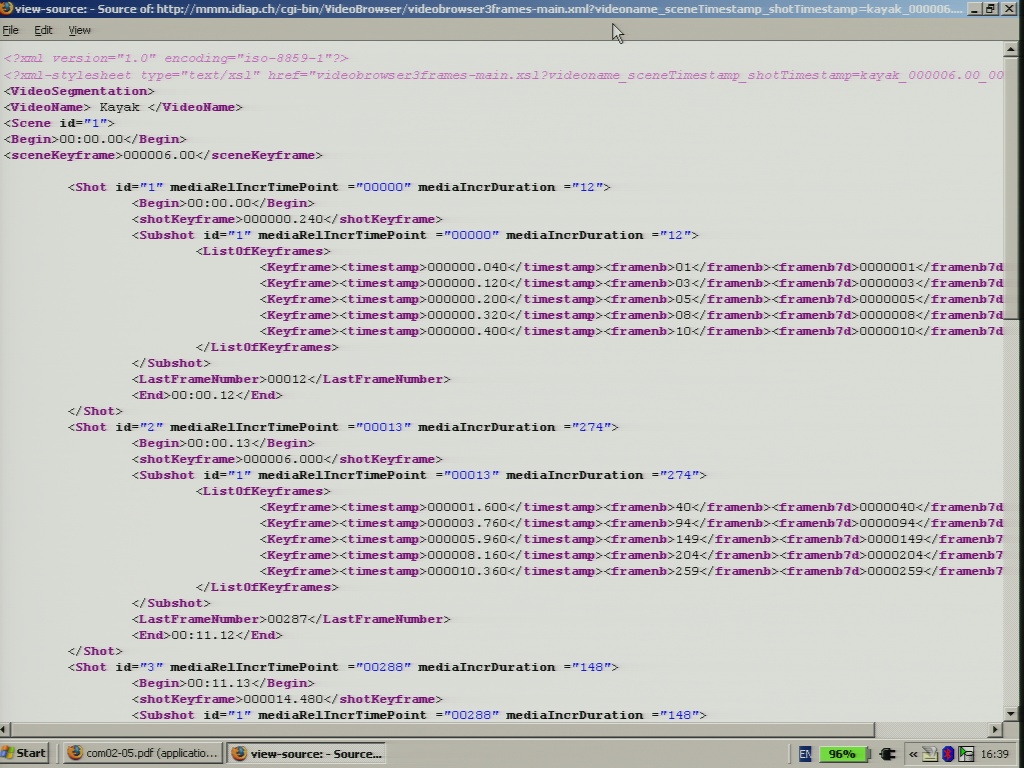 view-source: - Source of: http://mmm.idiap.ch/cgi-bin/VideoBrowser/videobrowser3frames-main.xml?videoname_sceneTimestamp_shotTimestamp=kayak_000006....
File Edit View
<?xml version="1.0" encoding="iso-8859-1"?>
<?xml-stylesheet type="text/xsl" href="videobrowser3frames-main.xsl?videoname_sceneTimestamp_shotTimestamp=kayak_000006.00_00
<VideoSegmentation>
<VideoName> Kayak </VideoName>
<Scene id="1">
<Begin>00:00.00</Begin>
<sceneKeyframe>000006.00</sceneKeyframe>
<Shot id="1" mediaRelIncrTimePoint ="00000" mediaIncrDuration ="12">
<Begin>00:00.00</Begin>
<shotKeyframe>000000.240</shotKeyframe>
<Subshot id="1" mediaRelIncrTimePoint ="00000" mediaIncrDuration ="12">
<ListOfKeyframes>
<Keyframe><timestamp>000000.040</timestamp><framenb>01</framenb><framenb7d>0000001</framenb7d
<Keyframe><timestamp>000000.120</timestamp><framenb>03</framenb><framenb7d>0000003</framenb7d
<Keyframe><timestamp>000000.200</timestamp><framenb>05</framenb><framenb7d>0000005</framenb7d
<Keyframe><timestamp>000000.320</timestamp><framenb>08</framenb><framenb7d>0000008</framenb7d
<Keyframe><timestamp>000000.400</timestamp><framenb>10</framenb><framenb7d>0000010</framenb7d
</ListOfKeyframes>
</Subshot>
<LastFrameNumber>00012</LastFrameNumber>
<End>00:00.12</End>
</Shot>
<Shot id="2" mediaRelIncrTimePoint ="00013" mediaIncrDuration ="274">
<Begin>00:00.13</Begin>
<shotKeyframe>000006.000</shotKeyframe>
<Subshot id="1" mediaRelIncrTimePoint ="00013" mediaIncrDuration ="274">
<ListOfKeyframes>
<Keyframe><timestamp>000001.600</timestamp><framenb>40</framenb><framenb7d>0000040</framenb7d
<Keyframe><timestamp>000003.760</timestamp><framenb>94</framenb><framenb7d>0000094</framenb7d
<Keyframe><timestamp>000005.960</timestamp><framenb>149</framenb><framenb7d>0000149</framenb7
<Keyframe><timestamp>000008.160</timestamp><framenb>204</framenb><framenb7d>0000204</framenb7
<Keyframe><timestamp>000010.360</timestamp><framenb>259</framenb><framenb7d>0000259</framenb7
</ListOfKeyframes>
</Subshot>
<LastFrameNumber>00287</LastFrameNumber>
<End>00:11.12</End>
</Shot>
<Shot id="3" mediaRelIncrTimePoint ="00288" mediaIncrDuration ="148">
<Begin>00:11.13</Begin>
<shotKeyframe>000014.480</shotKeyframe>
<Subshot id="1" mediaRelIncrTimePoint ="00288" mediaIncrDuration ="148">
Start com02-05.pdf (applicatio... view-source: - Source... EN 96% « 16:39